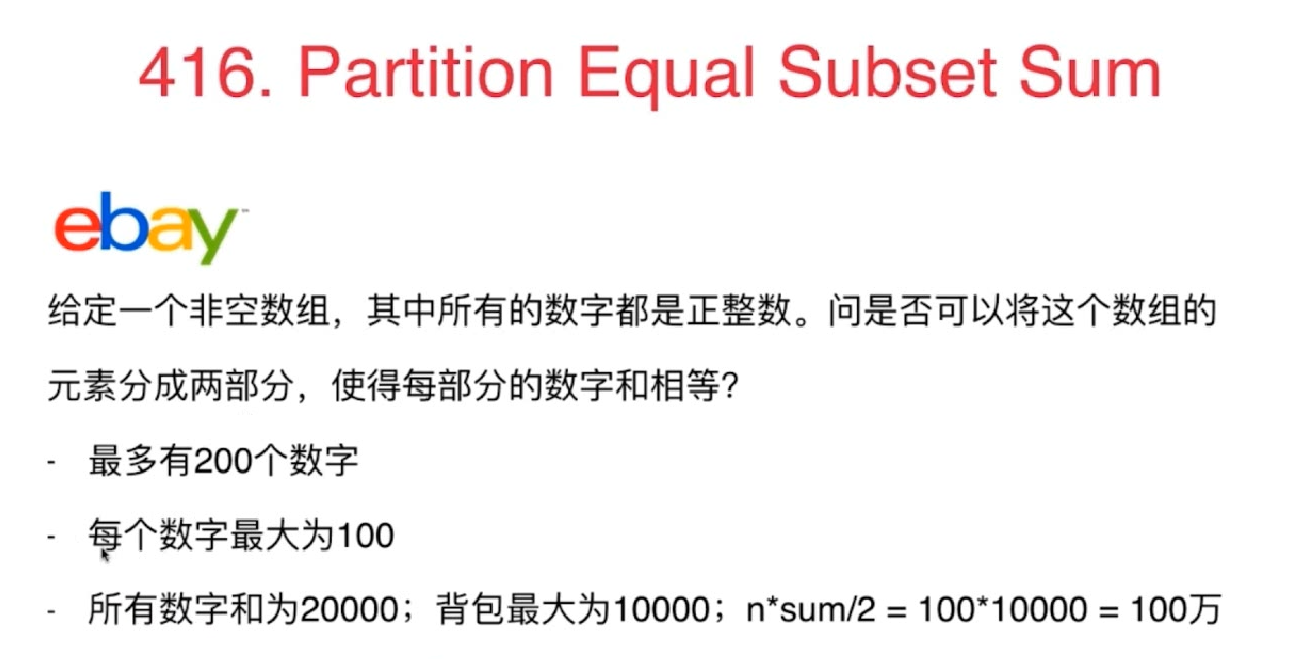 416. Partition Equal Subset Sum
ebay™
给定一个非空数组，其中所有的数字都是正整数。问是否可以将这个数组的
元素分成两部分，使得每部分的数字和相等？
- 最多有200个数字
- 每个数字最大为100
- 所有数字和为20000；背包最大为10000；n*sum/2 = 100*10000 = 100万